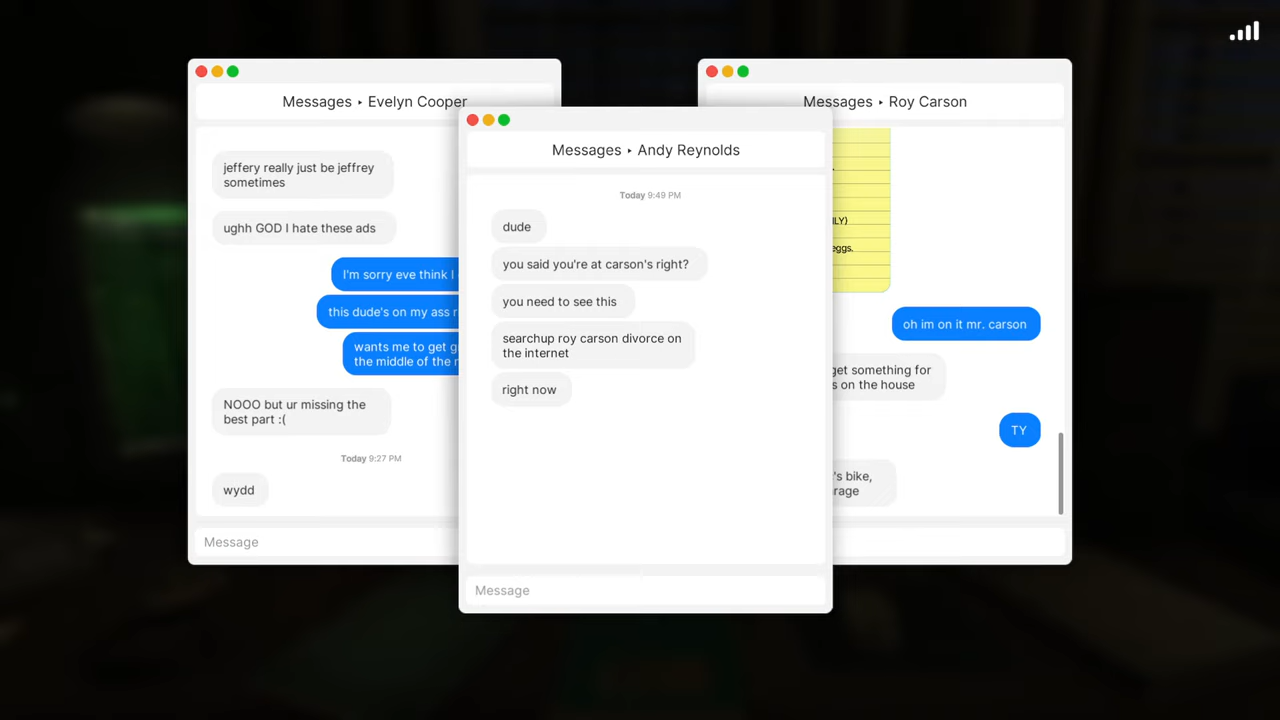 Messages ▸ Evelyn Cooper
jeffery really just be jeffrey
sometimes
ughh GOD I hate these ads
I'm sorry eve think I
this dude's on my ass
wants me to get
the middle of the
NOOO but ur missing the
best part :(
Today 9:27 PM
wydd
Message
Messages ▸ Andy Reynolds
Today 9:49 PM
dude
you said you're at carson's right?
you need to see this
searchup roy carson divorce on
the internet
right now
Message
Messages ▸ Roy Carson
eggs.
oh im on it mr. carson
get something for
on the house
TY
's bike,